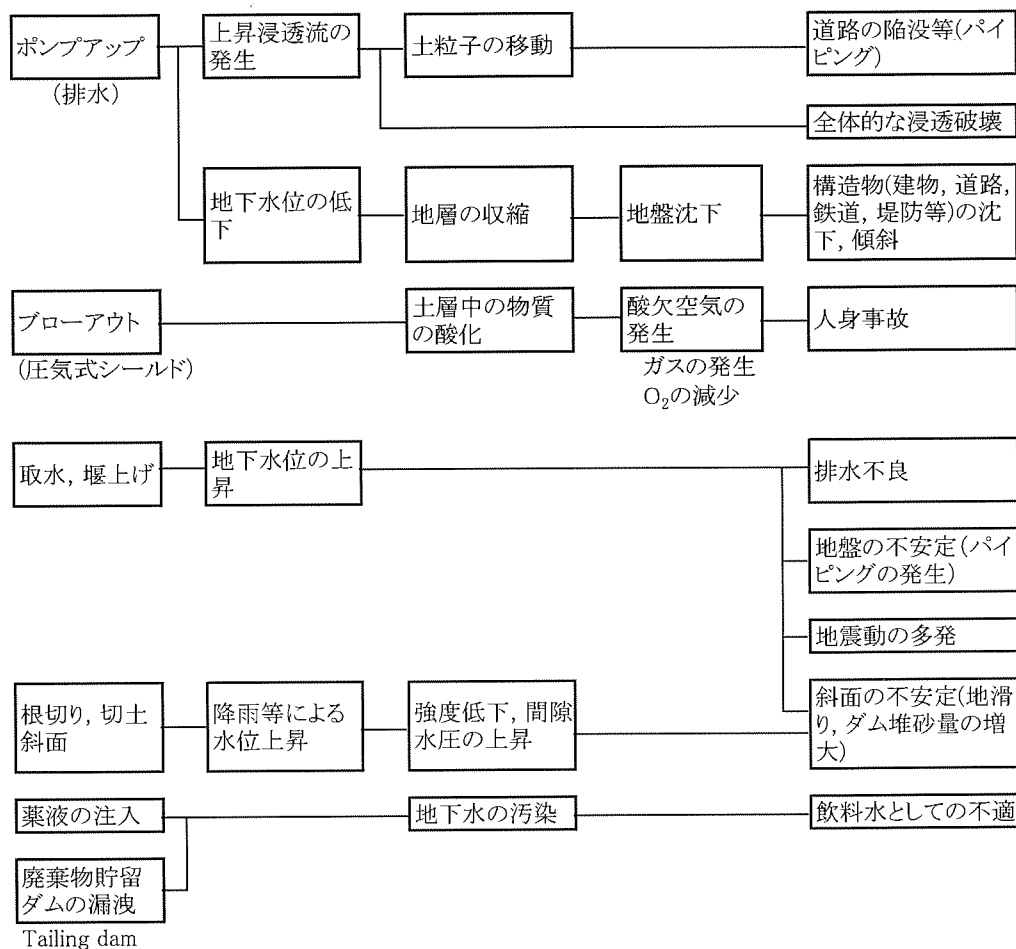 ポンプアップ
(排水)
上昇浸透流の
発生
土粒子の移動
道路の陥没等(パイ
ピング)
全体的な浸透破壊
地下水位の低
下
地層の収縮
地盤沈下
構造物(建物, 道路,
鉄道, 堤防等)の沈
下, 傾斜
ブローアウト
(圧気式シールド)
土層中の物質
の酸化
酸欠空気の
発生
ガスの発生
O₂の減少
人身事故
取水, 堰上げ
地下水位の上
昇
排水不良
地盤の不安定(パイ
ピングの発生)
地震動の多発
根切り, 切土
斜面
降雨等による
水位上昇
強度低下, 間隙
水圧の上昇
斜面の不安定(地滑
り, ダム堆砂量の増
大)
薬液の注入
地下水の汚染
飲料水としての不適
廃棄物貯留
ダムの漏洩
Tailing dam